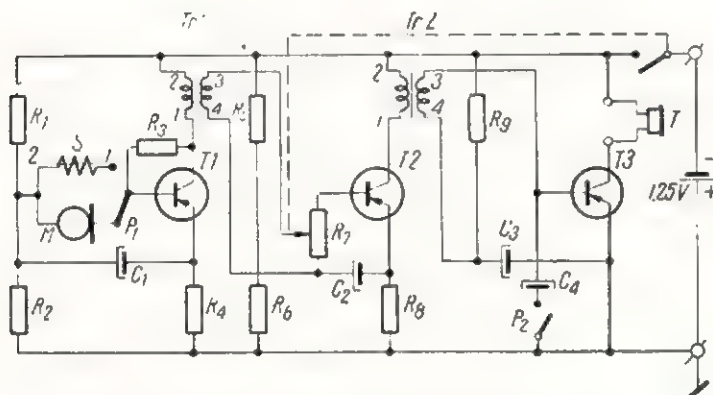 Tr1
Tr2
2 3
1 4
R1
R3
2 S 1
M
P1
T1
C1
R2
R4
R6
R7
C2
T2
R8
2 3
1 4
R9
C3
C4
P2
T3
T
1,25V
- +